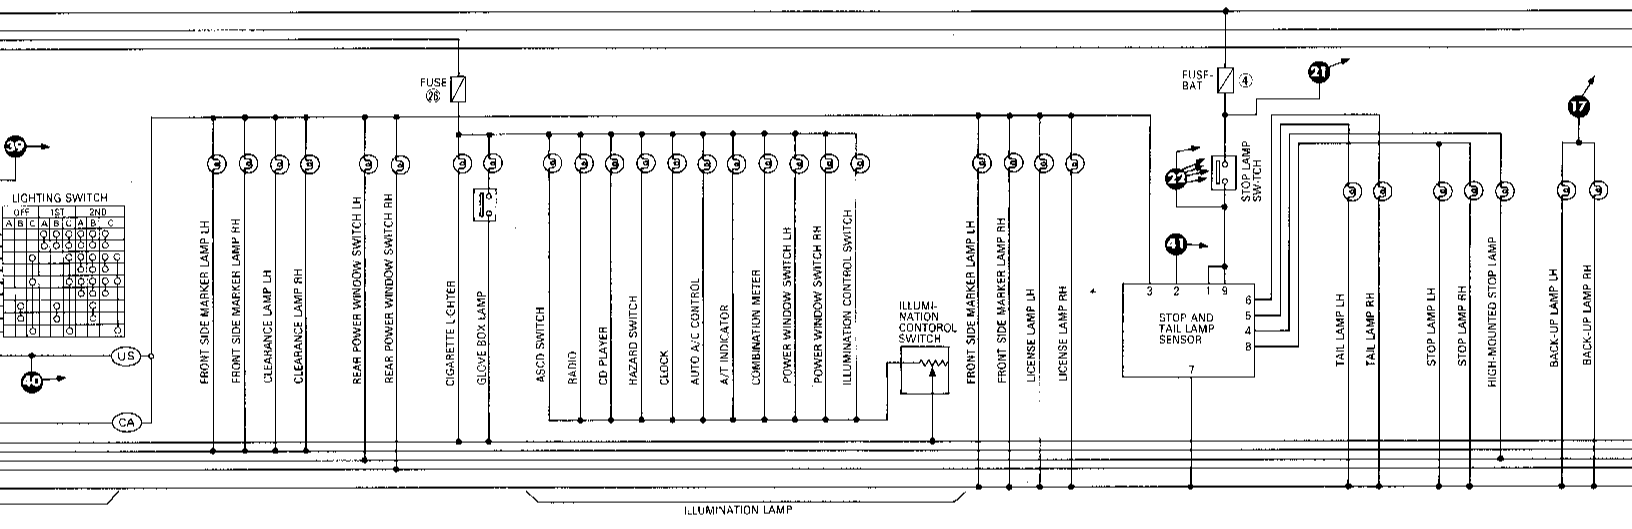 FUSE
26
FUSF-
BAT
4
21
17
39
22
STOP LAMP
SW·TCH
LIGHTING SWITCH
OFF 1ST 2ND
A B C A B C A B C
41
FRONT SIDE MARKER LAMP LH
FRONT SIDE MARKER LAMP RH
CLEARANCE LAMP LH
CLEARANCE LAMP RH
REAR POWER WINDOW SWITCH LH
REAR POWER WINDOW SWITCH RH
CIGARETTE LIGHTER
GLOVE BOX LAMP
ASCD SWITCH
RADIO
CD PLAYER
HAZARD SWITCH
CLOCK
AUTO A/C CONTROL
A/T INDICATOR
COMBINATION METER
POWER WINDOW SWITCH LH
POWER WINDOW SWITCH RH
ILLUMINATION CONTROL SWITCH
ILLUMI-
NATION
CONTOROL
SWITCH
FRONT SIDE MARKER LAMP LH
FRONT SIDE MARKER LAMP RH
LICENSE LAMP LH
LICENSE LAMP RH
3 2 1 9
STOP AND
TAIL LAMP
SENSOR
6
5
4
8
7
TAIL LAMP LH
TAIL LAMP RH
STOP LAMP LH
STOP LAMP RH
HIGH-MOUNTED STOP LAMP
BACK-UP LAMP LH
BACK-UP LAMP RH
US
40
CA
ILLUMINATION LAMP